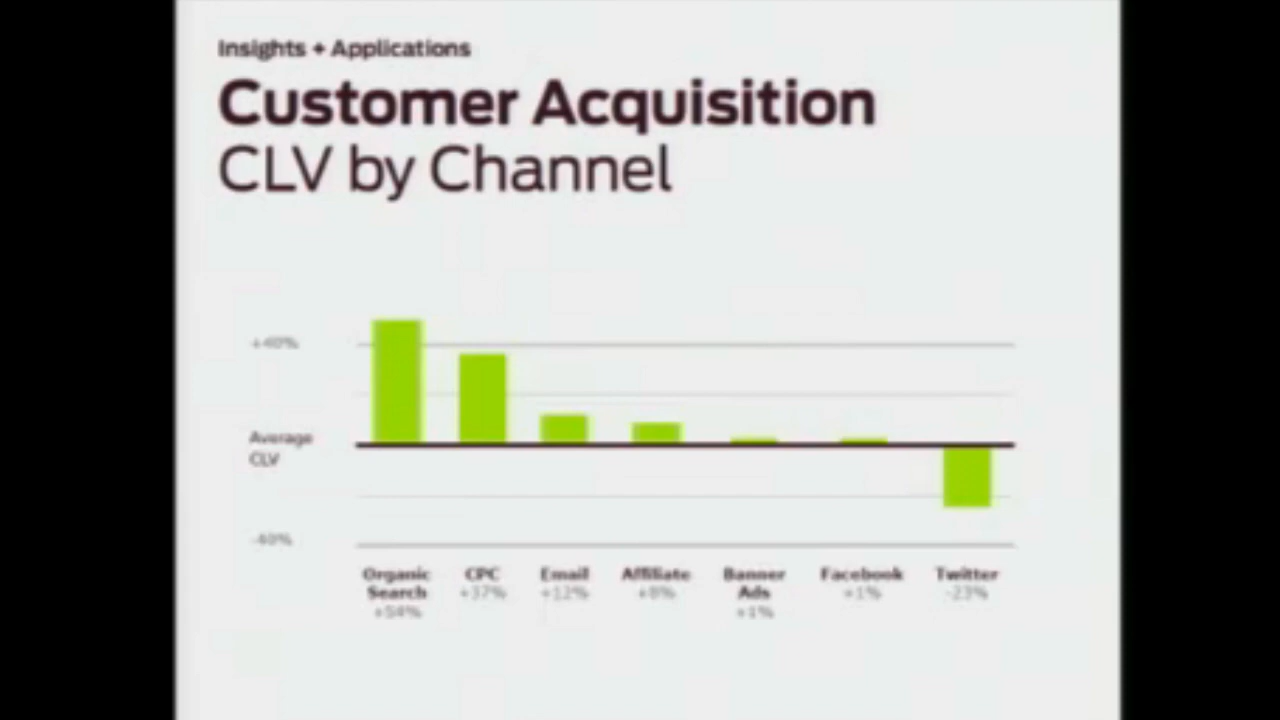 Insights + Applications
Customer Acquisition
CLV by Channel
+40%
Average
CLV
-40%
Organic
Search
+54%
CPC
+37%
Email
+12%
Affiliate
+8%
Banner
Ads
+1%
Facebook
+1%
Twitter
-23%